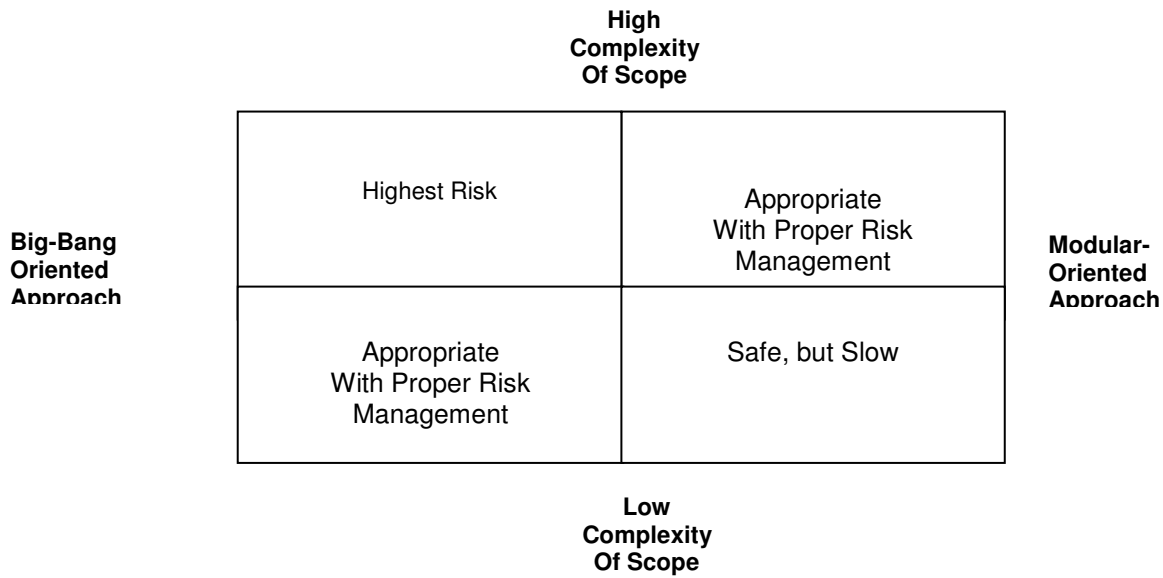 High
Complexity
Of Scope
Highest Risk
Appropriate
With Proper Risk
Management
Big-Bang
Oriented
Approach
Modular-
Oriented
Approach
Appropriate
With Proper Risk
Management
Safe, but Slow
Low
Complexity
Of Scope